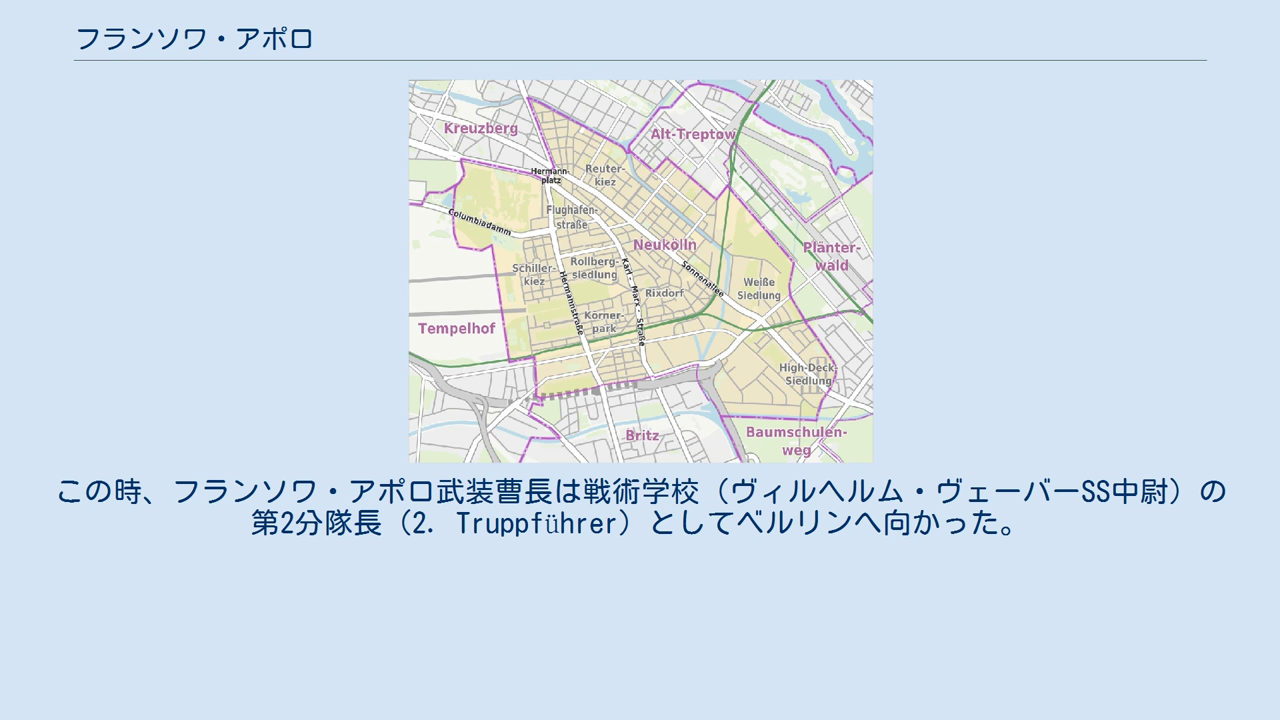 フランソワ・アポロ
Kreuzberg
Alt-Treptow
Hermann-
platz
Reuter-
kiez
Columbiadamm
Flughafen-
straße
Neukölln
Plänter-
wald
Schiller-
kiez
Rollberg-
siedlung
Karl - Marx - Straße
Sonnenallee
Hermannstraße
Rixdorf
Weiße
Siedlung
Körner-
park
Tempelhof
High-Deck-
Siedlung
Britz
Baumschulen-
weg
この時、フランソワ・アポロ武装曹長は戦術学校（ヴィルヘルム・ヴェーバーSS中尉）の
第2分隊長（2. Truppführer）としてベルリンへ向かった。